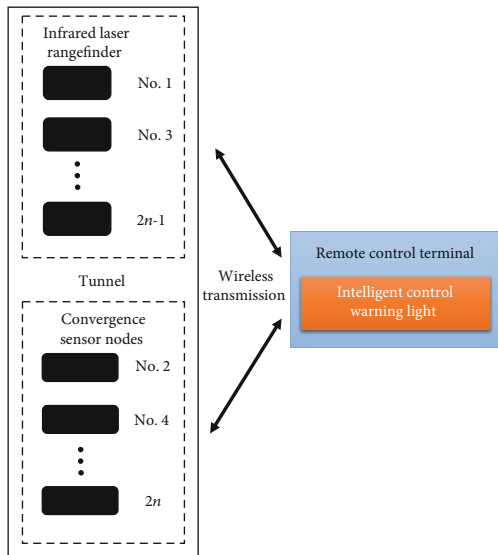 Infrared laser
rangefinder
No. 1
No. 3
2n-1
Tunnel
Convergence
sensor nodes
No. 2
No. 4
2n
Wireless
transmission
Remote control terminal
Intelligent control
warning light